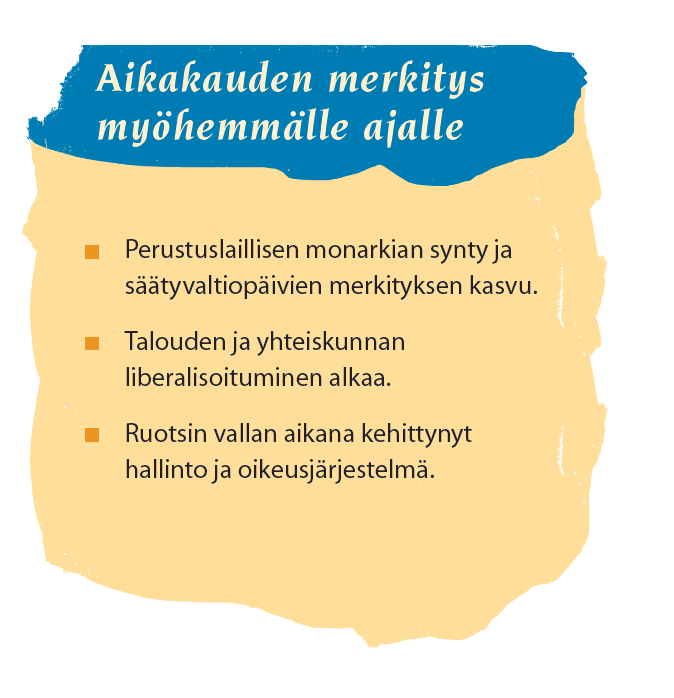 Aikakauden merkitys
myöhemmälle ajalle
Perustuslaillisen monarkian synty ja
säätyvaltiopäivien merkityksen kasvu.
Talouden ja yhteiskunnan
liberalisoituminen alkaa.
Ruotsin vallan aikana kehittynyt
hallinto ja oikeusjärjestelmä.